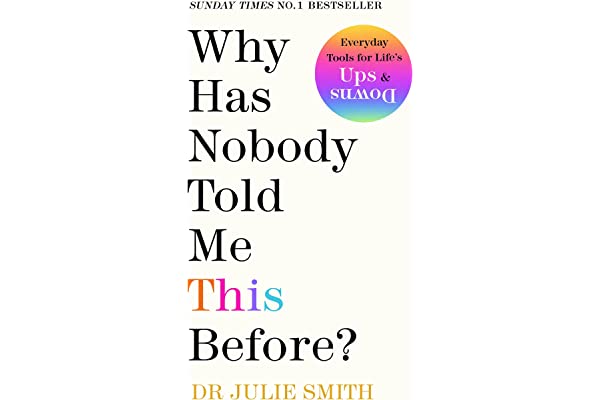 SUNDAY TIMES NO.1 BESTSELLER
Why
Has
Nobody
Told
Me
This
Before?
Everyday
Tools for Life's
Ups &
Downs
DR JULIE SMITH